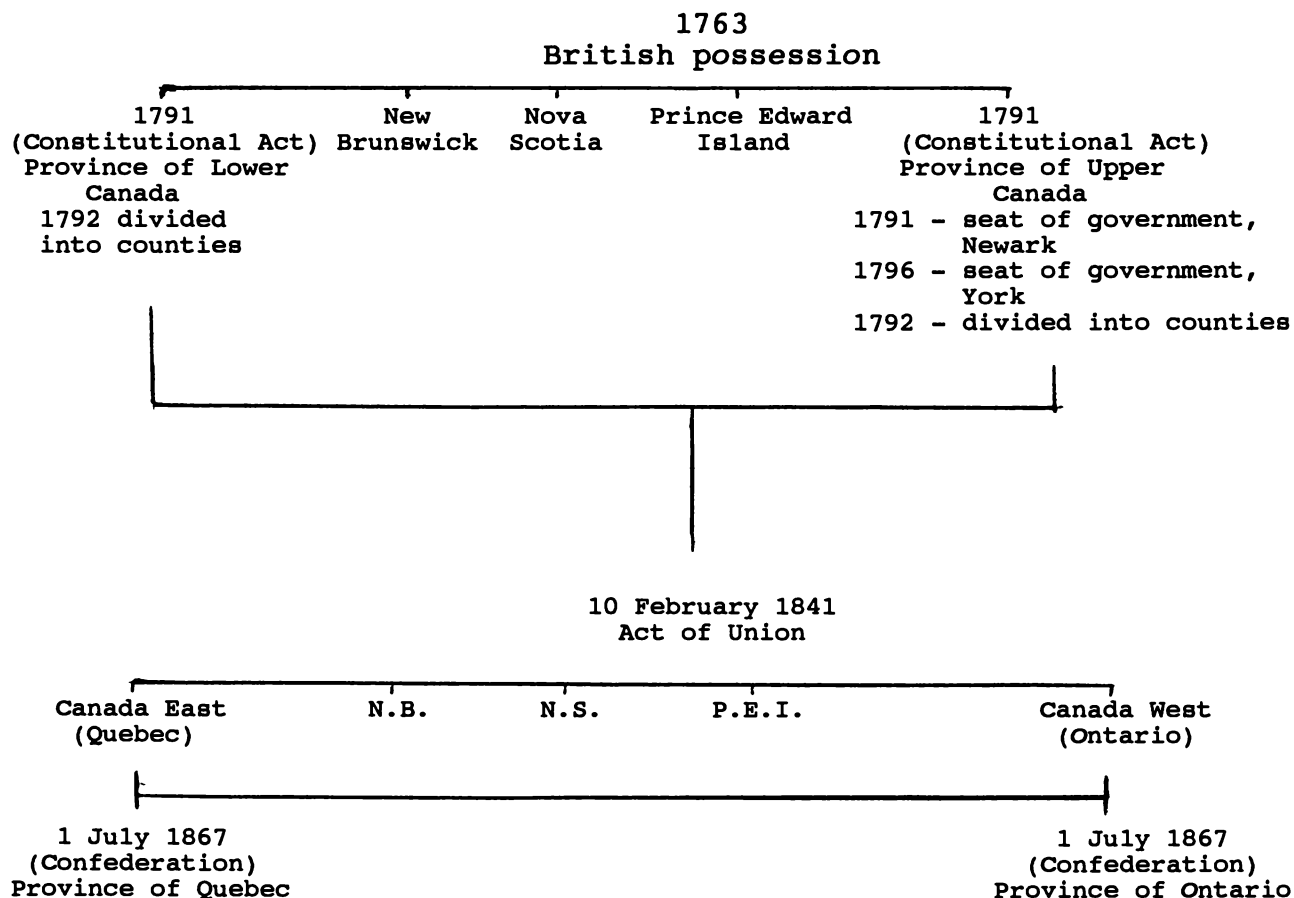 1763
British possession
1791
(Constitutional Act)
Province of Lower
Canada
1792 divided
into counties
New
Brunswick
Nova
Scotia
Prince Edward
Island
1791
(Constitutional Act)
Province of Upper
Canada
1791 - seat of government,
Newark
1796 - seat of government,
York
1792 - divided into counties
10 February 1841
Act of Union
Canada East
(Quebec)
N.B.
N.S.
P.E.I.
Canada West
(Ontario)
1 July 1867
(Confederation)
Province of Quebec
1 July 1867
(Confederation)
Province of Ontario